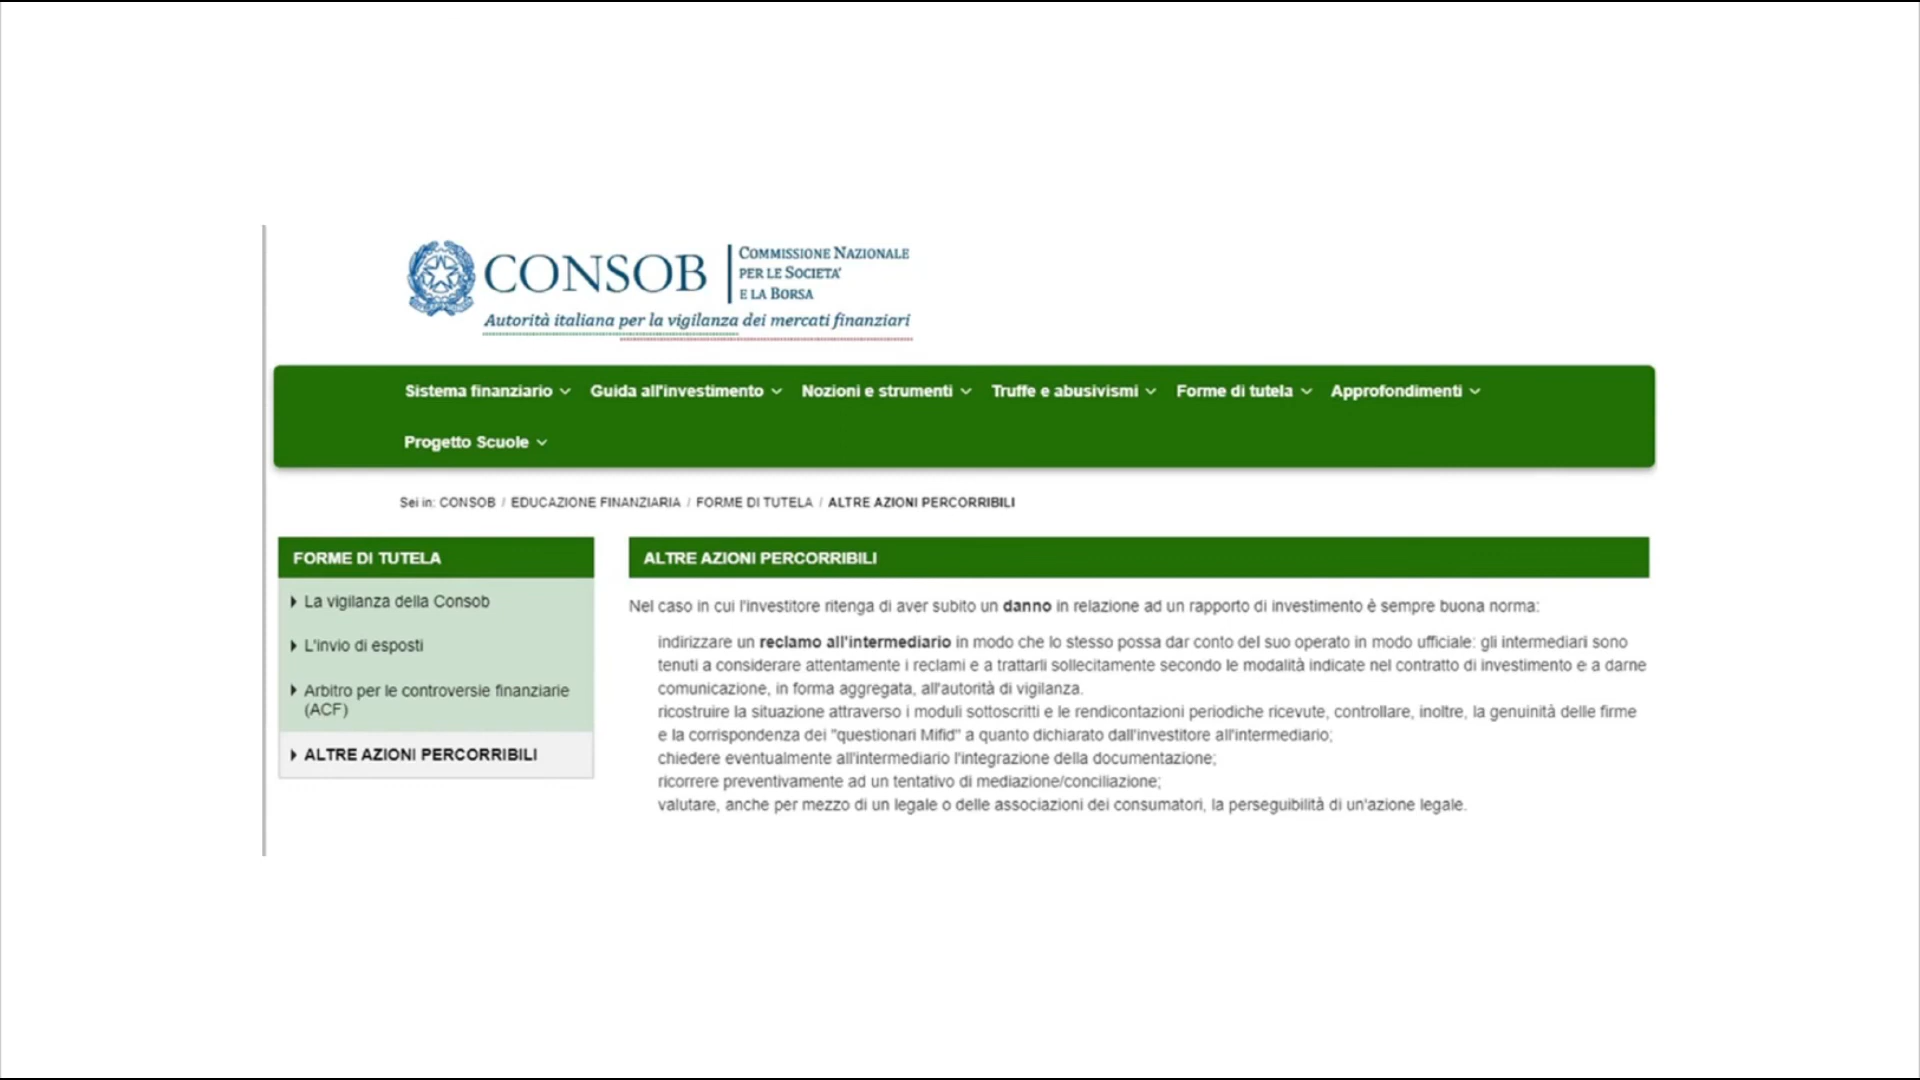 CONSOB
COMMISSIONE NAZIONALE
PER LE SOCIETA'
E LA BORSA
Autorità italiana per la vigilanza dei mercati finanziari
Sistema finanziario Guida all'investimento Nozioni e strumenti Truffe e abusivismi Forme di tutela Approfondimenti
Progetto Scuole
Sei in: CONSOB / EDUCAZIONE FINANZIARIA / FORME DI TUTELA / ALTRE AZIONI PERCORRIBILI
FORME DI TUTELA
La vigilanza della Consob
L'invio di esposti
Arbitro per le controversie finanziarie
(ACF)
ALTRE AZIONI PERCORRIBILI
ALTRE AZIONI PERCORRIBILI
Nel caso in cui l'investitore ritenga di aver subito un danno in relazione ad un rapporto di investimento è sempre buona norma:
indirizzare un reclamo all'intermediario in modo che lo stesso possa dar conto del suo operato in modo ufficiale: gli intermediari sono
tenuti a considerare attentamente i reclami e a trattarli sollecitamente secondo le modalità indicate nel contratto di investimento e a darne
comunicazione, in forma aggregata, all'autorità di vigilanza.
ricostruire la situazione attraverso i moduli sottoscritti e le rendicontazioni periodiche ricevute, controllare, inoltre, la genuinità delle firme
e la corrispondenza dei "questionari Mifid" a quanto dichiarato dall'investitore all'intermediario;
chiedere eventualmente all'intermediario l'integrazione della documentazione;
ricorrere preventivamente ad un tentativo di mediazione/conciliazione;
valutare, anche per mezzo di un legale o delle associazioni dei consumatori, la perseguibilità di un'azione legale.